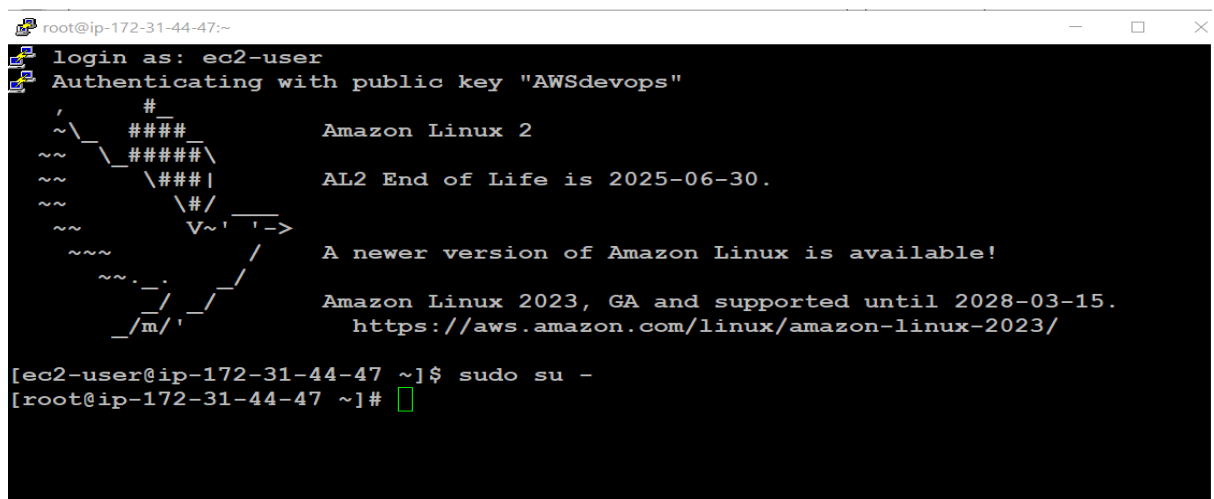 root@ip-172-31-44-47:~
login as: ec2-user
Authenticating with public key "AWSdevops"
   ,     #_
   ~\_  ####_        Amazon Linux 2
  ~~  \_#####\
  ~~     \###|       AL2 End of Life is 2025-06-30.
  ~~       \#/ ___
   ~~       V~' '->
    ~~~         /    A newer version of Amazon Linux is available!
      ~~._.   _/
         _/ _/       Amazon Linux 2023, GA and supported until 2028-03-15.
       _/m/'           https://aws.amazon.com/linux/amazon-linux-2023/
[ec2-user@ip-172-31-44-47 ~]$ sudo su -
[root@ip-172-31-44-47 ~]#